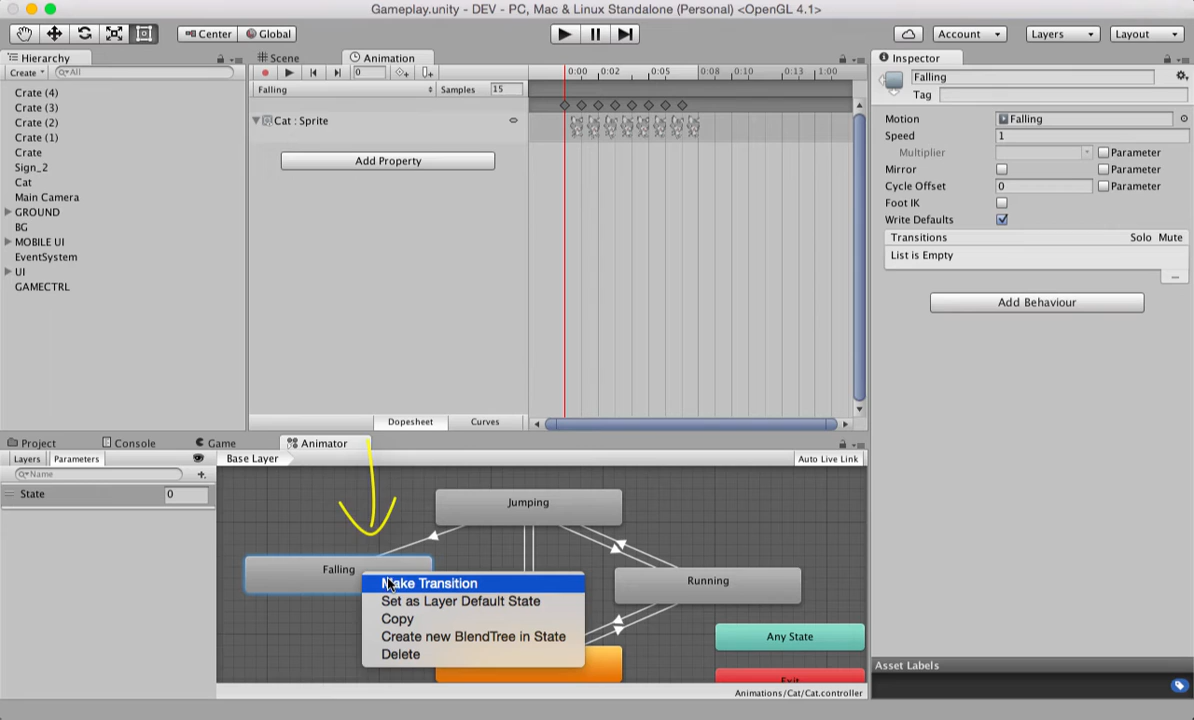 Gameplay.unity - DEV - PC, Mac & Linux Standalone (Personal) <OpenGL 4.1>
Center Global Account Layers Layout
Hierarchy Scene Animation Inspector
Create All 0 0:00 0:02 0:05 0:08 0:10 0:13 1:00 Falling
Falling Samples 15 Tag
Crate (4)
Crate (3)
Crate (2)
Crate (1)
Crate
Sign_2
Cat
Main Camera
GROUND
BG
MOBILE UI
EventSystem
UI
GAMECTRL
Cat : Sprite
Add Property
Dopesheet Curves
Motion Falling
Speed 1
Multiplier Parameter
Mirror Parameter
Cycle Offset 0 Parameter
Foot IK
Write Defaults
Transitions Solo Mute
List is Empty
Add Behaviour
Project Console Game Animator
Layers Parameters Base Layer Auto Live Link
Name
State 0
Jumping
Falling
Running
Any State
Make Transition
Set as Layer Default State
Copy
Create new BlendTree in State
Delete
Exit
Animations/Cat/Cat.controller
Asset Labels